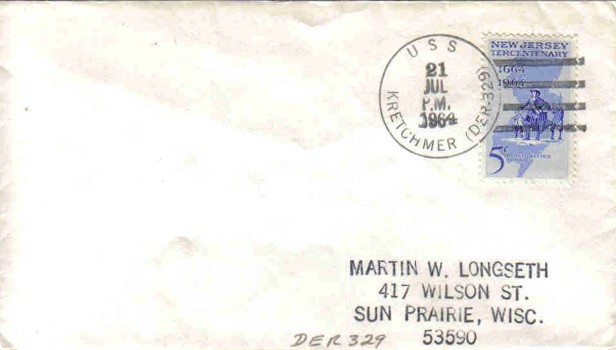 USS
KRETCHMER (DER-329)
21
JUL
P.M.
1964
NEW JERSEY
TERCENTENARY
1664
1964
5¢
MARTIN W. LONGSETH
417 WILSON ST.
SUN PRAIRIE, WISC.
53590
DER 329